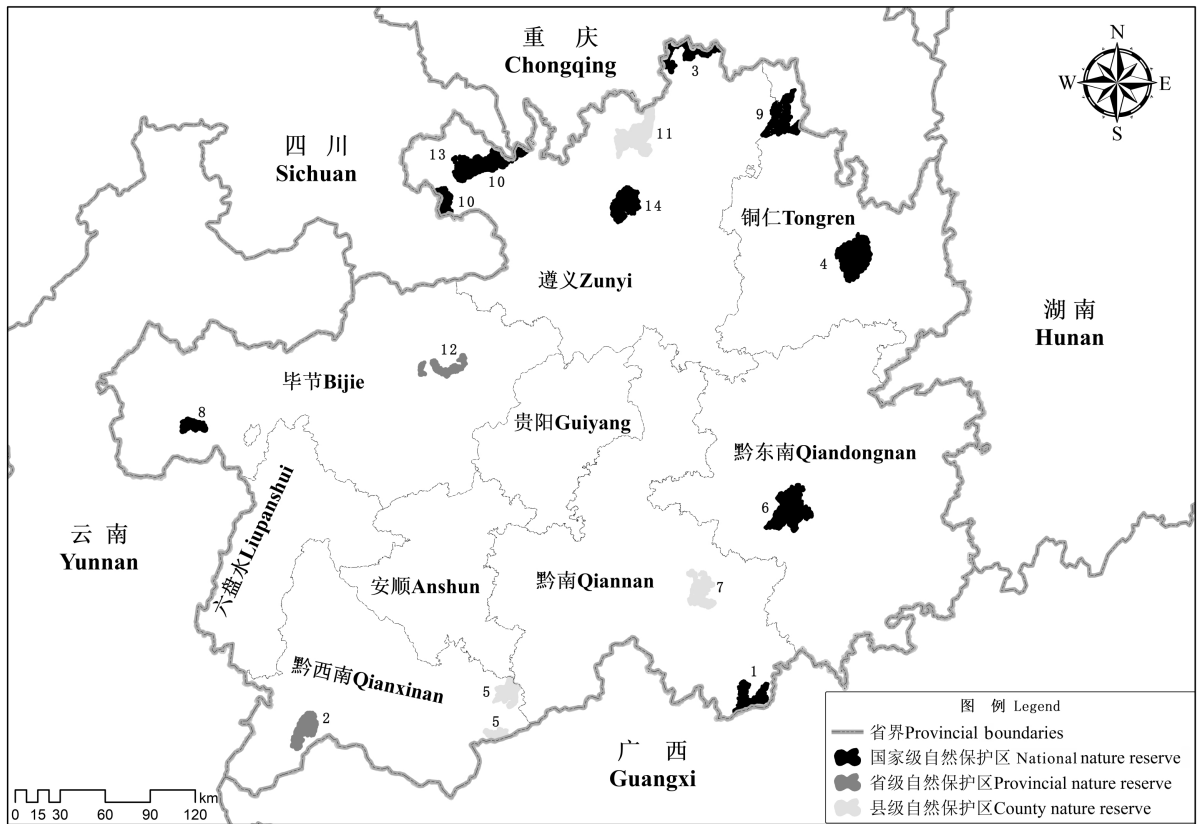 重 庆
Chongqing
N
W
E
S
3
9
11
四 川
Sichuan
13
10
10
14
铜仁Tongren
4
遵义Zunyi
湖 南
Hunan
12
毕节Bijie
8
贵阳Guiyang
黔东南Qiandongnan
六盘水Liupanshui
6
云 南
Yunnan
安顺Anshun
黔南Qiannan
7
黔西南Qianxinan
5
5
1
2
广 西
Guangxi
图 例 Legend
省界Provincial boundaries
国家级自然保护区 National nature reserve
省级自然保护区Provincial nature reserve
县级自然保护区County nature reserve
km
0 15 30 60 90 120